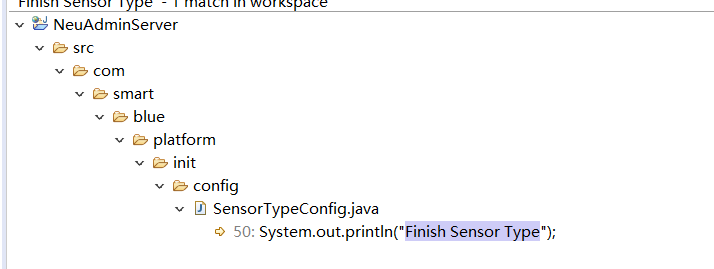 'Finish Sensor Type' - 1 match in workspace
NeuAdminServer
src
com
smart
blue
platform
init
config
SensorTypeConfig.java
50: System.out.println("Finish Sensor Type");